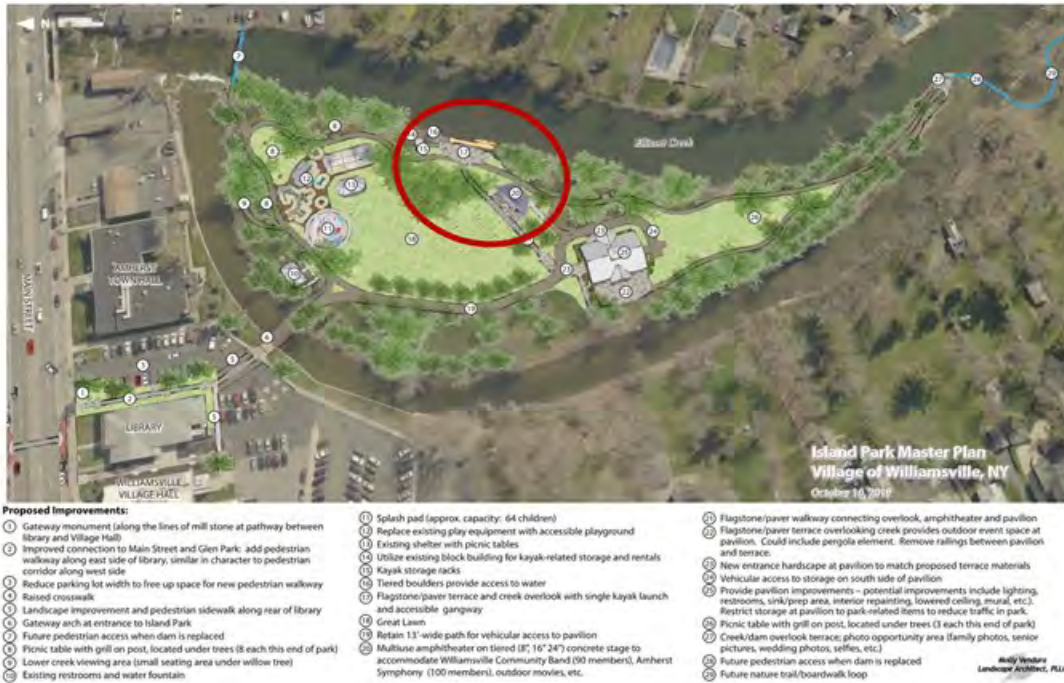 N
MAIN STREET
AMHERST
TOWN HALL
LIBRARY
WILLIAMSVILLE
VILLAGE HALL
Ellicott Creek
Island Park Master Plan
Village of Williamsville, NY
October 10, 2019
Proposed Improvements:
1 Gateway monument (along the lines of mill stone at pathway between
library and Village Hall)
2 Improved connection to Main Street and Glen Park: add pedestrian
walkway along east side of library, similar in character to pedestrian
corridor along west side
3 Reduce parking lot width to free up space for new pedestrian walkway
4 Raised crosswalk
5 Landscape improvement and pedestrian sidewalk along rear of library
6 Gateway arch at entrance to Island Park
7 Future pedestrian access when dam is replaced
8 Picnic table with grill on post, located under trees (8 each this end of park)
9 Lower creek viewing area (small seating area under willow tree)
10 Existing restrooms and water fountain
11 Splash pad (approx. capacity: 64 children)
12 Replace existing play equipment with accessible playground
13 Existing shelter with picnic tables
14 Utilize existing block building for kayak-related storage and rentals
15 Kayak storage racks
16 Tiered boulders provide access to water
17 Flagstone/paver terrace and creek overlook with single kayak launch
and accessible gangway
18 Great Lawn
19 Retain 13'-wide path for vehicular access to pavilion
20 Multiuse amphitheater on tiered (8", 16" 24") concrete stage to
accommodate Williamsville Community Band (90 members), Amherst
Symphony (100 members), outdoor movies, etc.
21 Flagstone/paver walkway connecting overlook, amphitheater and pavilion
22 Flagstone/paver terrace overlooking creek provides outdoor event space at
pavilion. Could include pergola element. Remove railings between pavilion
and terrace.
23 New entrance hardscape at pavilion to match proposed terrace materials
24 Vehicular access to storage on south side of pavilion
25 Provide pavilion improvements – potential improvements include lighting,
restrooms, sink/prep area, interior repainting, lowered ceiling, mural, etc.).
Restrict storage at pavilion to park-related items to reduce traffic in park.
26 Picnic table with grill on post, located under trees (3 each this end of park)
27 Creek/dam overlook terrace; photo opportunity area (family photos, senior
pictures, wedding photos, selfies, etc.)
28 Future pedestrian access when dam is replaced
29 Future nature trail/boardwalk loop
Molly Vendura
Landscape Architect, PLLC